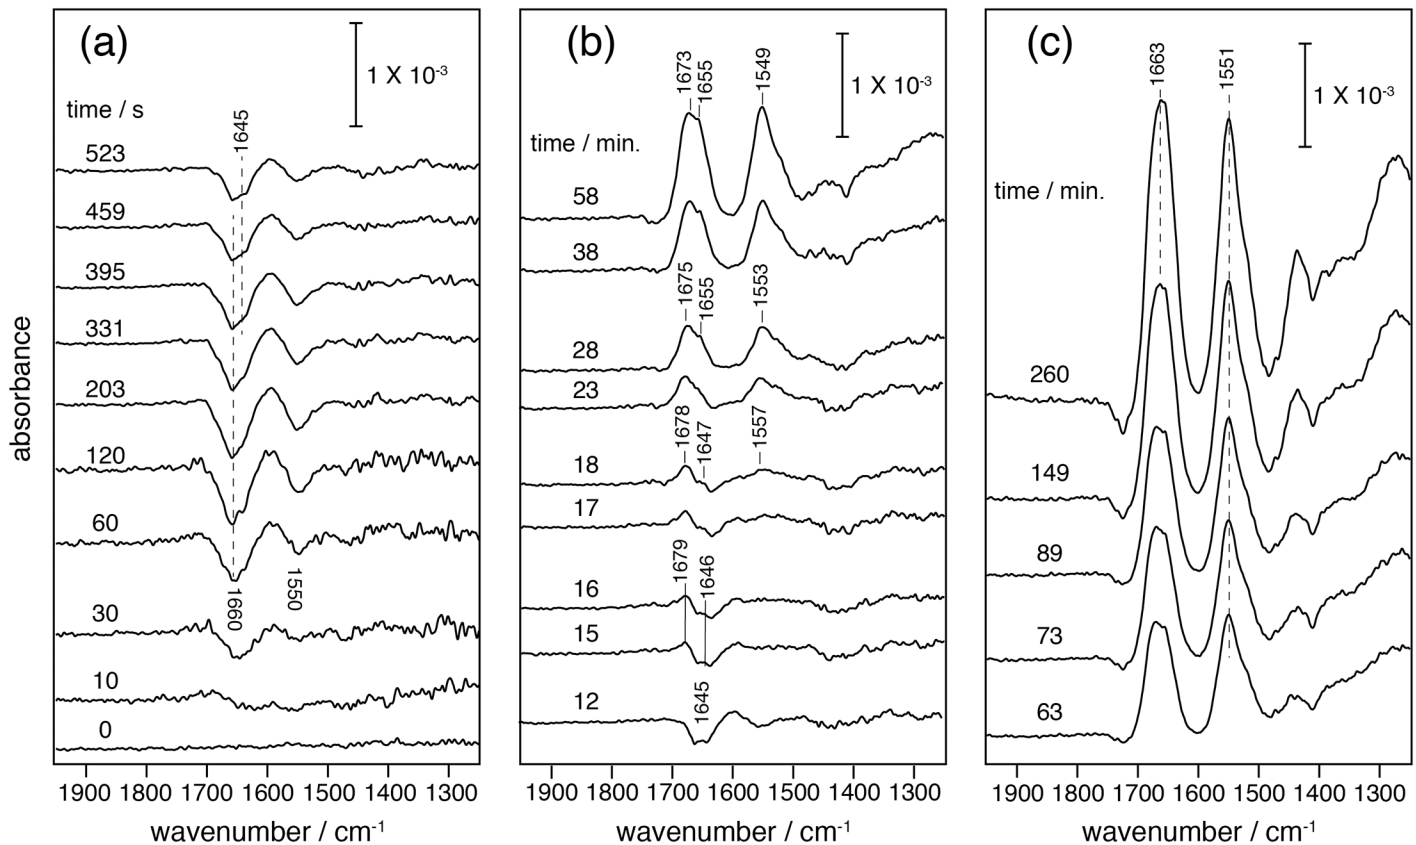 (a)
1 X 10-3
time / s
1645
523
459
395
331
203
120
60
30
10
0
1660
1550
absorbance
1900 1800 1700 1600 1500 1400 1300
wavenumber / cm-1
(b)
1 X 10-3
time / min.
1673
1655
1549
58
38
1675
1655
1553
28
23
1678
1647
1557
18
17
1679
1646
16
15
1645
12
1900 1800 1700 1600 1500 1400 1300
wavenumber / cm-1
(c)
1663
1551
1 X 10-3
time / min.
260
149
89
73
63
1900 1800 1700 1600 1500 1400 1300
wavenumber / cm-1